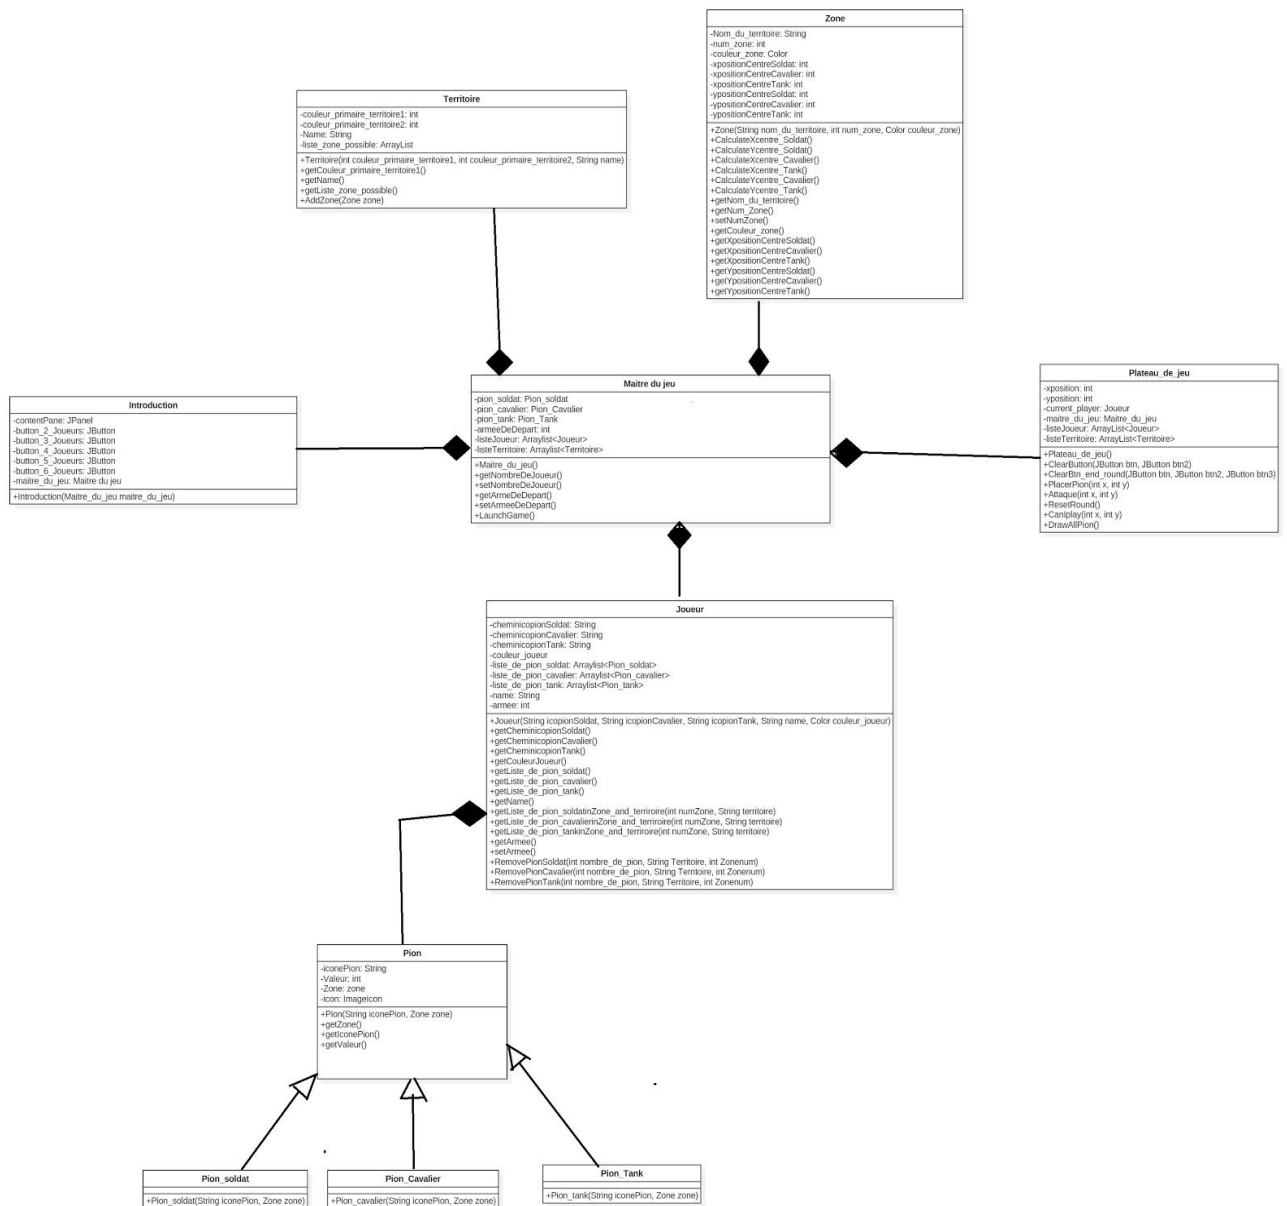 Zone
-Nom_du_territoire: String
-num_zone: int
-couleur_zone: Color
-xpositionCentreSoldat: int
-xpositionCentreCavalier: int
-xpositionCentreTank: int
-ypositionCentreSoldat: int
-ypositionCentreCavalier: int
-ypositionCentreTank: int
+Zone(String nom_du_territoire, int num_zone, Color couleur_zone)
+CalculateXcentre_Soldat()
+CalculateYcentre_Soldat()
+CalculateXcentre_Cavalier()
+CalculateXcentre_Tank()
+CalculateYcentre_Cavalier()
+CalculateYcentre_Tank()
+getNom_du_territoire()
+getNum_Zone()
+setNumZone()
+getCouleur_zone()
+getXpositionCentreSoldat()
+getXpositionCentreCavalier()
+getXpositionCentreTank()
+getYpositionCentreSoldat()
+getYpositionCentreCavalier()
+getYpositionCentreTank()
Territoire
-couleur_primaire_territoire1: int
-couleur_primaire_territoire2: int
-Name: String
-liste_zone_possible: ArrayList
+Territoire(int couleur_primaire_territoire1, int couleur_primaire_territoire2, String name)
+getCouleur_primaire_territoire1()
+getName()
+getListe_zone_possible()
+AddZone(Zone zone)
Introduction
-contentPane: JPanel
-button_2_Joueurs: JButton
-button_3_Joueurs: JButton
-button_4_Joueurs: JButton
-button_5_Joueurs: JButton
-button_6_Joueurs: JButton
-maitre_du_jeu: Maitre du jeu
+Introduction(Maitre_du_jeu maitre_du_jeu)
Maitre du jeu
-pion_soldat: Pion_soldat
-pion_cavalier: Pion_Cavalier
-pion_tank: Pion_Tank
-armeeDeDepart: int
-listeJoueur: Arraylist<Joueur>
-listeTerritoire: Arraylist<Territoire>
+Maitre_du_jeu()
+getNombreDeJoueur()
+setNombreDeJoueur()
+getArmeDeDepart()
+setArmeeDeDepart()
+LaunchGame()
Plateau_de_jeu
-xposition: int
-yposition: int
-current_player: Joueur
-maitre_du_jeu: Maitre_du_jeu
-listeJoueur: ArrayList<Joueur>
-listeTerritoire: ArrayList<Territoire>
+Plateau_de_jeu()
+ClearButton(JButton btn, JButton btn2)
+ClearBtn_end_round(JButton btn, JButton btn2, JButton btn3)
+PlacerPion(int x, int y)
+Attaque(int x, int y)
+ResetRound()
+CanIplay(int x, int y)
+DrawAllPion()
Joueur
-cheminicopionSoldat: String
-cheminicopionCavalier: String
-cheminicopionTank: String
-couleur_joueur
-liste_de_pion_soldat: Arraylist<Pion_soldat>
-liste_de_pion_cavalier: Arraylist<Pion_cavalier>
-liste_de_pion_tank: Arraylist<Pion_tank>
-name: String
-armee: int
+Joueur(String icopionSoldat, String icopionCavalier, String icopionTank, String name, Color couleur_joueur)
+getCheminicopionSoldat()
+getCheminicopionCavalier()
+getCheminicopionTank()
+getCouleurJoueur()
+getListe_de_pion_soldat()
+getListe_de_pion_cavalier()
+getListe_de_pion_tank()
+getName()
+getListe_de_pion_soldatinZone_and_terriroire(int numZone, String territoire)
+getListe_de_pion_cavalierinZone_and_terriroire(int numZone, String territoire)
+getListe_de_pion_tankinZone_and_terriroire(int numZone, String territoire)
+getArmee()
+setArmee()
+RemovePionSoldat(int nombre_de_pion, String Territoire, int Zonenum)
+RemovePionCavalier(int nombre_de_pion, String Territoire, int Zonenum)
+RemovePionTank(int nombre_de_pion, String Territoire, int Zonenum)
Pion
-iconePion: String
-Valeur: int
-Zone: zone
-icon: ImageIcon
+Pion(String iconePion, Zone zone)
+getZone()
+getIconePion()
+getValeur()
Pion_soldat
+Pion_soldat(String iconePion, Zone zone)
Pion_Cavalier
+Pion_cavalier(String iconePion, Zone zone)
Pion_Tank
+Pion_tank(String iconePion, Zone zone)